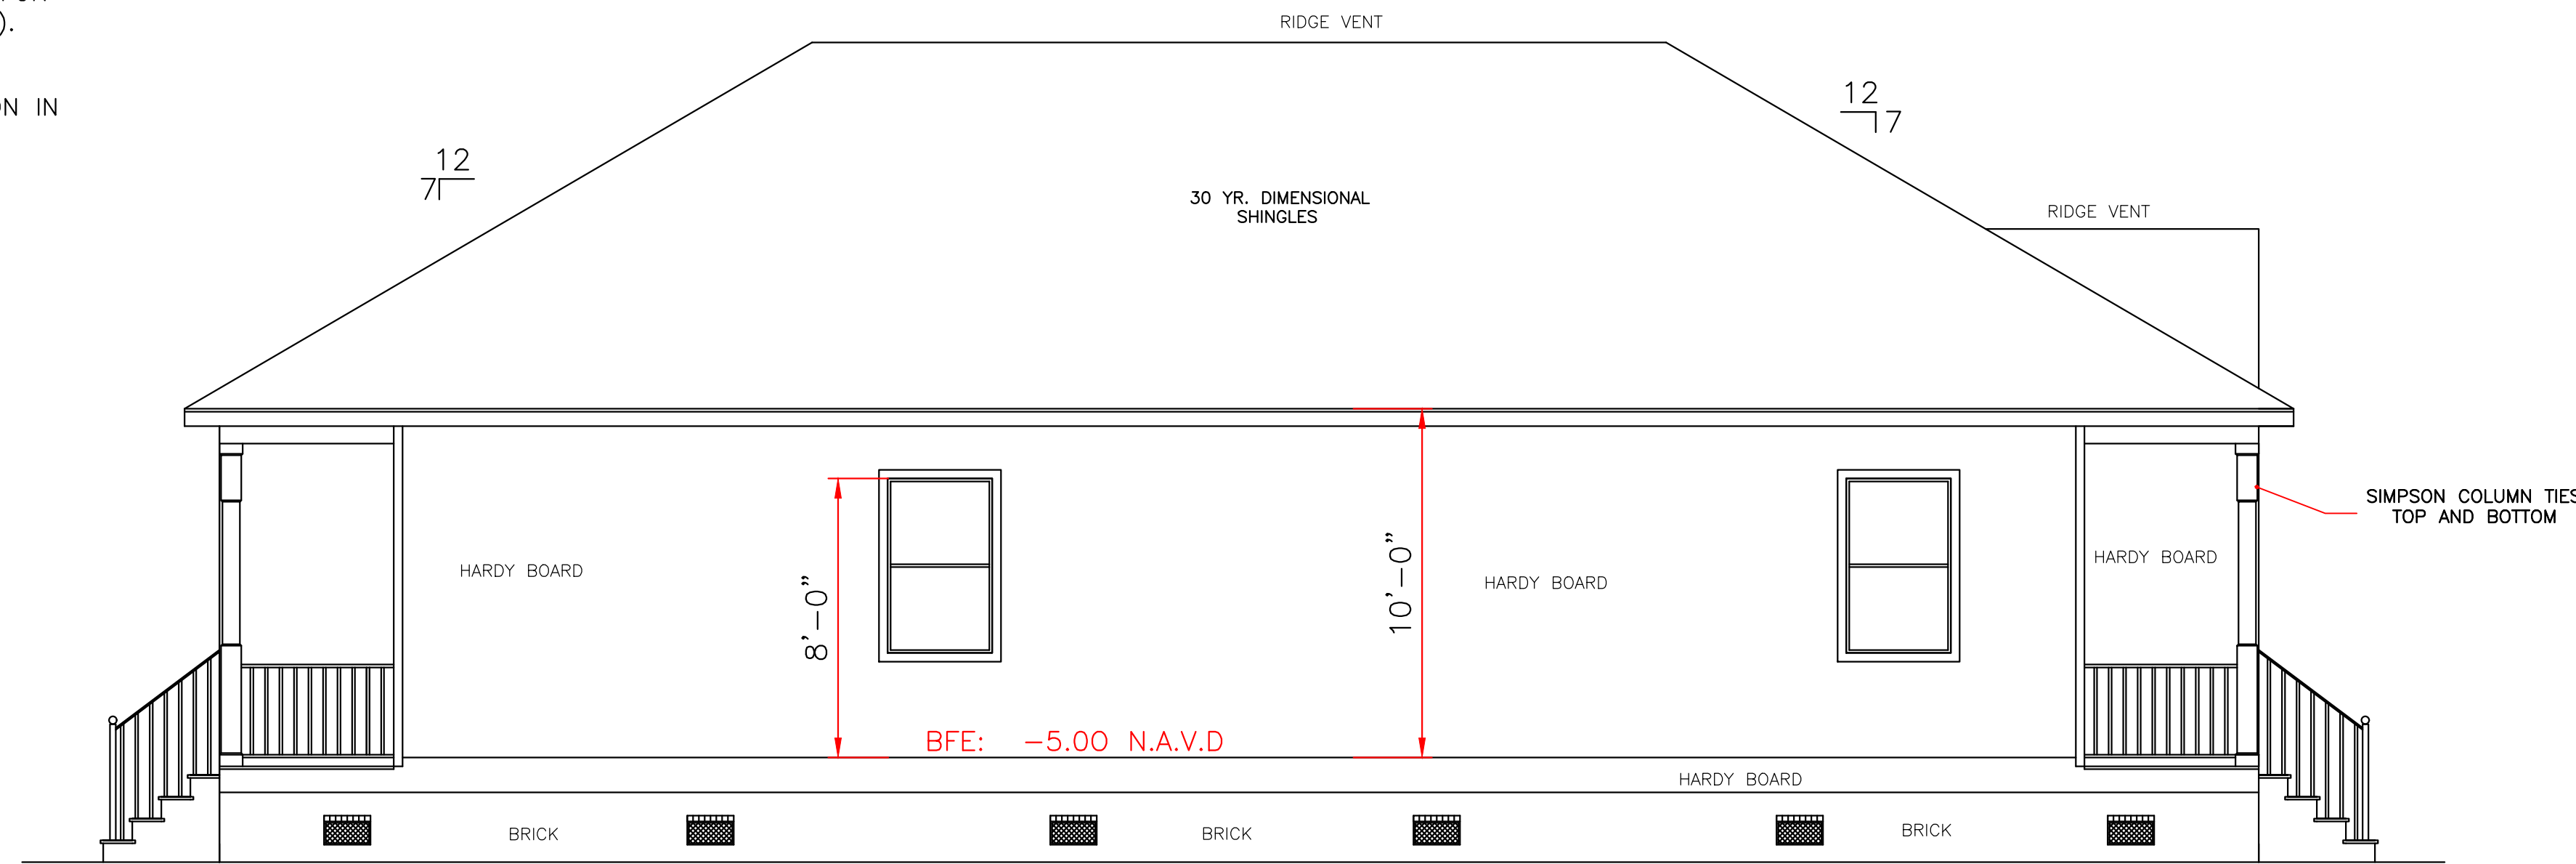 ).
ON IN
RIDGE VENT
12
7
12
7
30 YR. DIMENSIONAL
SHINGLES
RIDGE VENT
SIMPSON COLUMN TIES
TOP AND BOTTOM
HARDY BOARD
8'-0"
10'-0"
HARDY BOARD
HARDY BOARD
BFE: -5.00 N.A.V.D
HARDY BOARD
BRICK
BRICK
BRICK